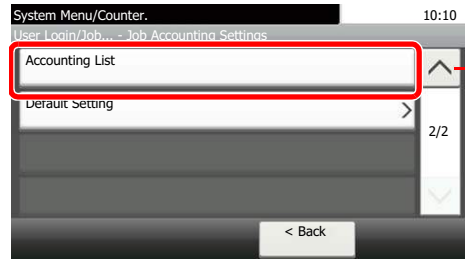 System Menu/Counter.
10:10
User Login/Job... - Job Accounting Settings
Accounting List
Default Setting
2/2
< Back